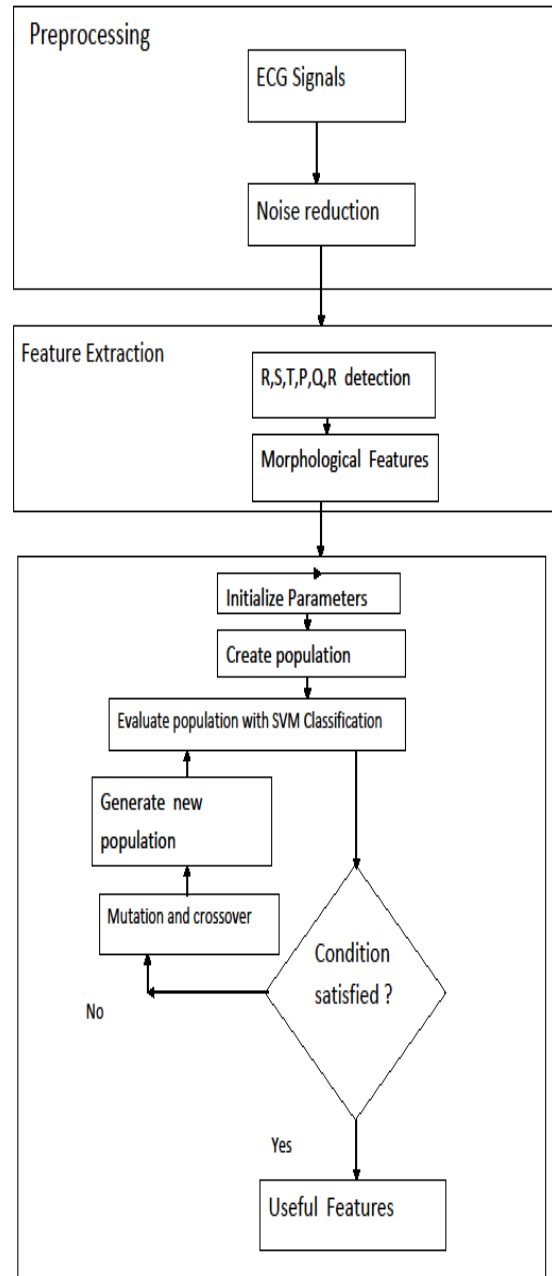 Preprocessing
ECG Signals
Noise reduction
Feature Extraction
R,S,T,P,Q,R detection
Morphological Features
Initialize Parameters
Create population
Evaluate population with SVM Classification
Generate new
population
Mutation and crossover
Condition
satisfied ?
No
Yes
Useful Features